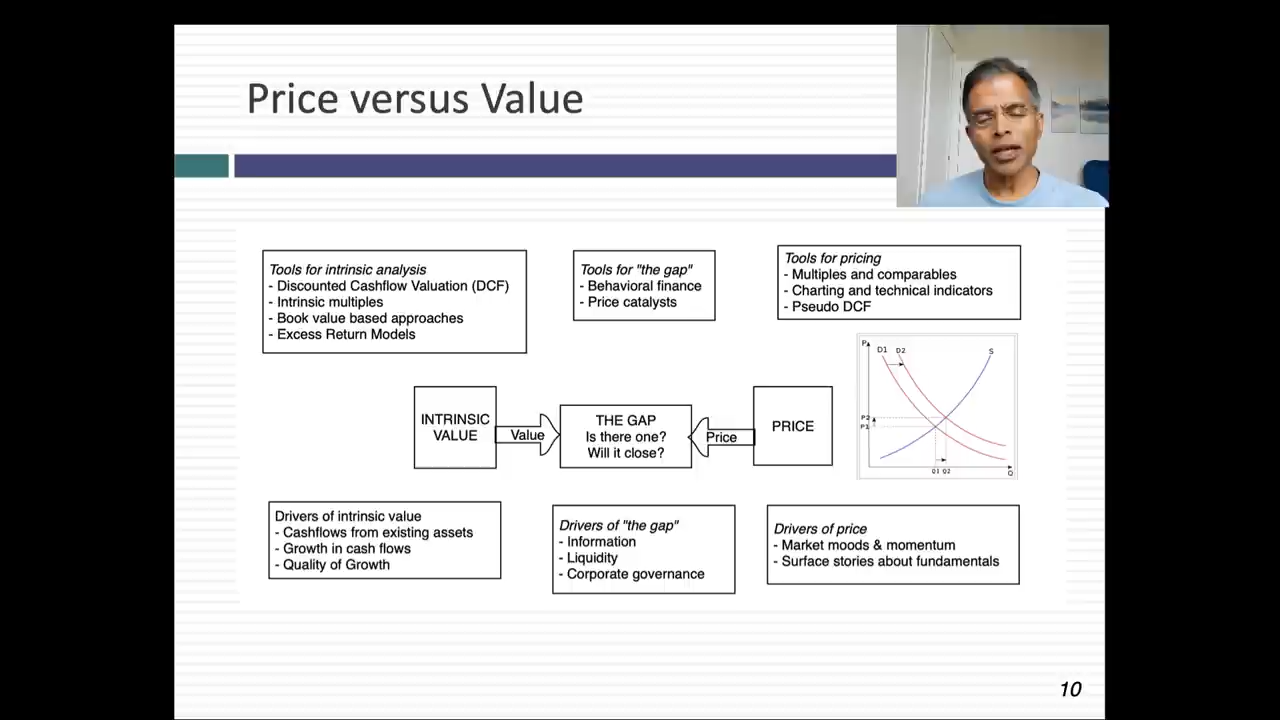 Price versus Value
Tools for intrinsic analysis
- Discounted Cashflow Valuation (DCF)
- Intrinsic multiples
- Book value based approaches
- Excess Return Models
Tools for "the gap"
- Behavioral finance
- Price catalysts
Tools for pricing
- Multiples and comparables
- Charting and technical indicators
- Pseudo DCF
P
D1
D2
S
P2
P1
Q1
Q2
Q
INTRINSIC
VALUE
Value
THE GAP
Is there one?
Will it close?
Price
PRICE
Drivers of intrinsic value
- Cashflows from existing assets
- Growth in cash flows
- Quality of Growth
Drivers of "the gap"
- Information
- Liquidity
- Corporate governance
Drivers of price
- Market moods & momentum
- Surface stories about fundamentals
10